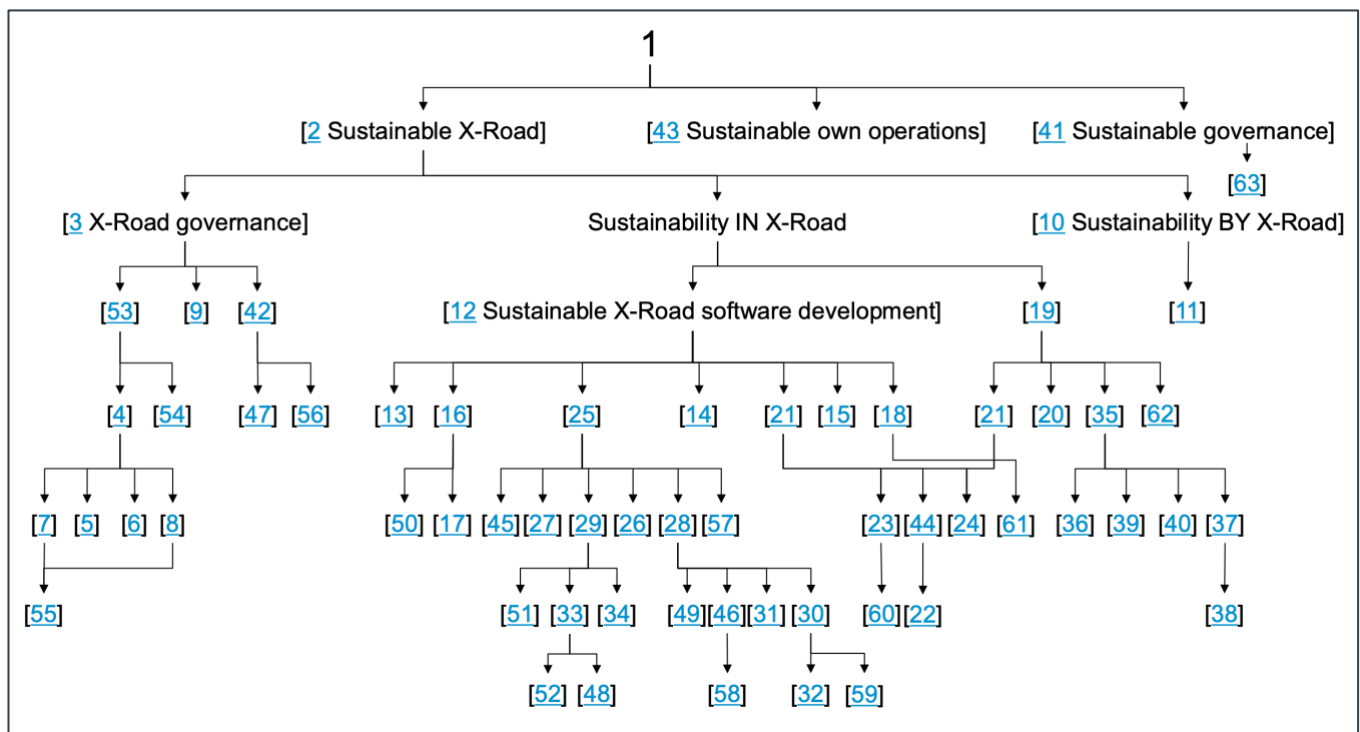 1
[2 Sustainable X-Road] [43 Sustainable own operations] [41 Sustainable governance]
[63]
[3 X-Road governance] Sustainability IN X-Road [10 Sustainability BY X-Road]
[53] [9] [42] [12 Sustainable X-Road software development] [19] [11]
[4] [54] [47] [56] [13] [16] [25] [14] [21] [15] [18] [21] [20] [35] [62]
[7] [5] [6] [8] [50] [17] [45] [27] [29] [26] [28] [57] [23] [44] [24] [61] [36] [39] [40] [37]
[55] [51] [33] [34] [49] [46] [31] [30] [60] [22] [38]
[52] [48] [58] [32] [59]